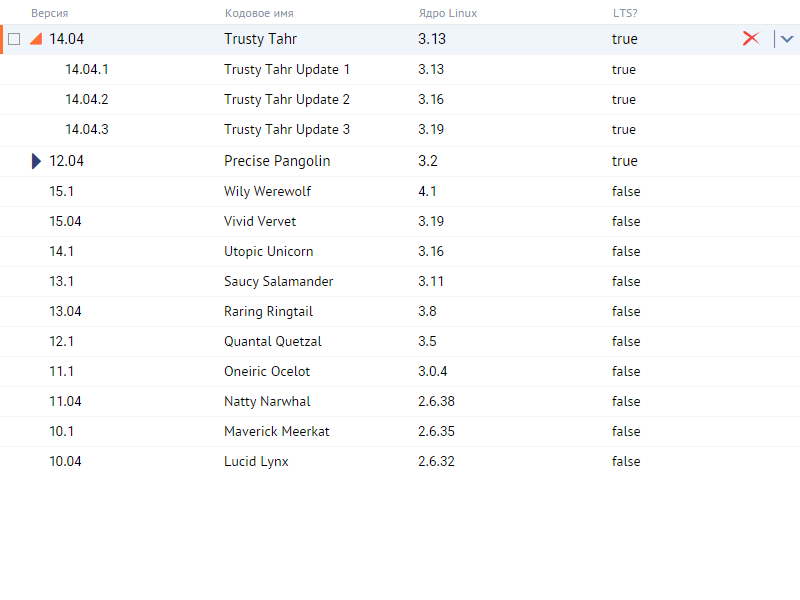 Версия Кодовое имя Ядро Linux LTS?
14.04 Trusty Tahr 3.13 true
14.04.1 Trusty Tahr Update 1 3.13 true
14.04.2 Trusty Tahr Update 2 3.16 true
14.04.3 Trusty Tahr Update 3 3.19 true
12.04 Precise Pangolin 3.2 true
15.1 Wily Werewolf 4.1 false
15.04 Vivid Vervet 3.19 false
14.1 Utopic Unicorn 3.16 false
13.1 Saucy Salamander 3.11 false
13.04 Raring Ringtail 3.8 false
12.1 Quantal Quetzal 3.5 false
11.1 Oneiric Ocelot 3.0.4 false
11.04 Natty Narwhal 2.6.38 false
10.1 Maverick Meerkat 2.6.35 false
10.04 Lucid Lynx 2.6.32 false